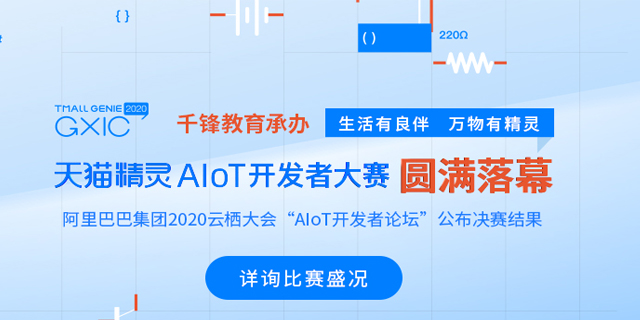 { }
( )
220Ω
TMALL GENIE 2020
GXIC
千锋教育承办
生活有良伴 万物有精灵
天猫精灵AIoT开发者大赛 圆满落幕
阿里巴巴集团2020云栖大会“AIoT开发者论坛”公布决赛结果
详询比赛盛况